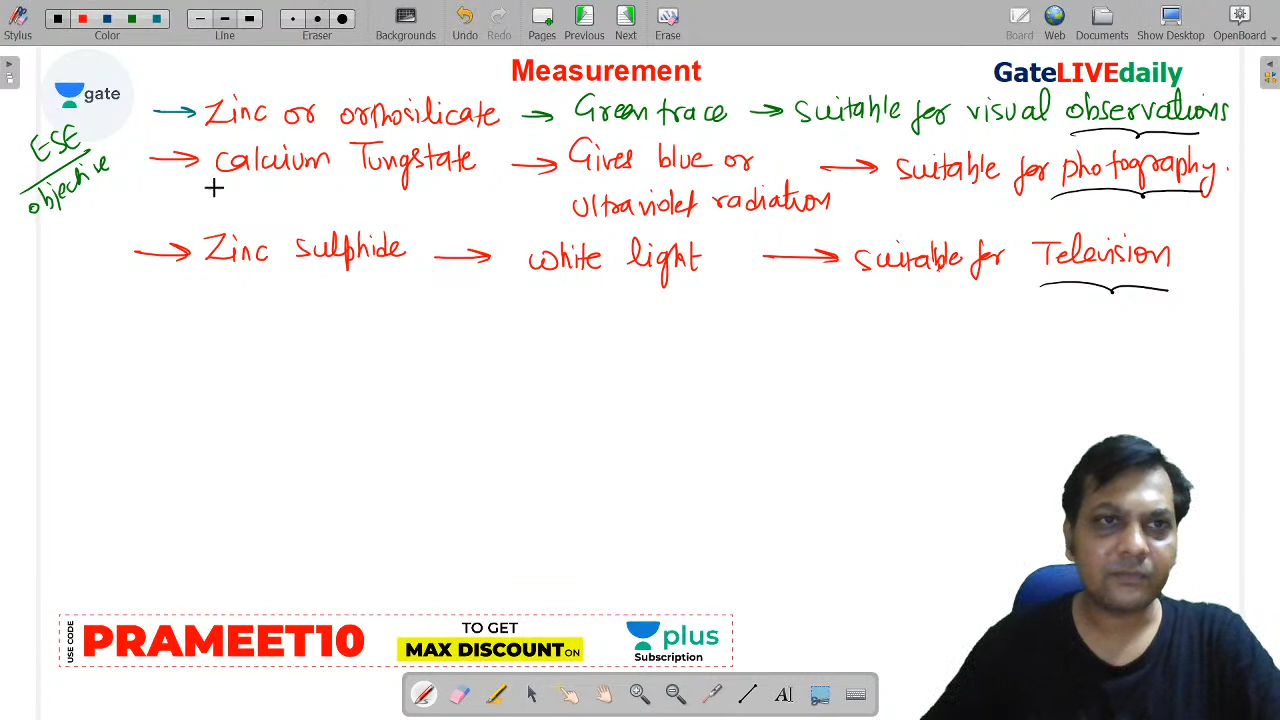 Stylus Color Line Eraser Backgrounds Undo Redo Pages Previous Next Erase Board Web Documents Show Desktop OpenBoard
Measurement
GateLIVEdaily
gate
→ Zinc or orthosilicate → Green trace → Suitable for visual observations
ESE
objective
→ Calcium Tungstate → Gives blue or → Suitable for photography.
ultraviolet radiation
→ Zinc sulphide → white light → suitable for Television
USE CODE
PRAMEET10
TO GET
MAX DISCOUNT ON
plus
Subscription
A